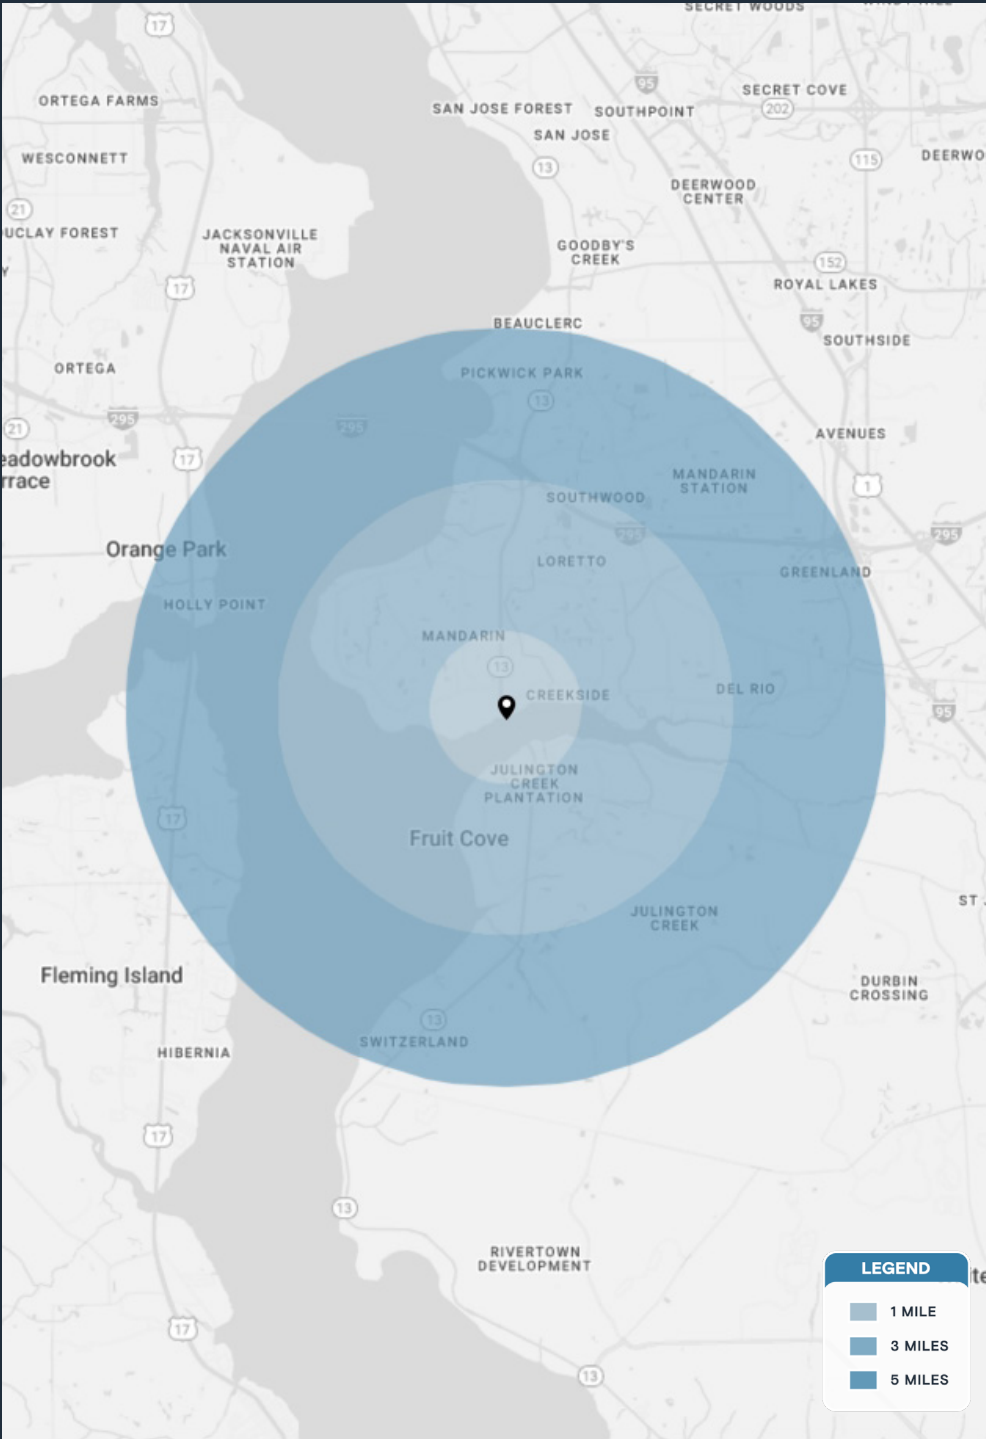 SECRET WOODS
17
95
ORTEGA FARMS
SAN JOSE FOREST
SOUTHPOINT
SECRET COVE
202
SAN JOSE
WESCONNETT
13
115
DEERWO
DEERWOOD
CENTER
21
UCLAY FOREST
JACKSONVILLE
NAVAL AIR
STATION
GOODBY'S
CREEK
152
Y
17
ROYAL LAKES
95
BEAUCLERC
SOUTHSIDE
ORTEGA
PICKWICK PARK
13
295
295
21
AVENUES
eadowbrook
rrace
17
MANDARIN
STATION
1
SOUTHWOOD
295
295
Orange Park
LORETTO
GREENLAND
HOLLY POINT
MANDARIN
13
CREEKSIDE
DEL RIO
95
JULINGTON
CREEK
PLANTATION
17
Fruit Cove
ST J
JULINGTON
CREEK
Fleming Island
DURBIN
CROSSING
13
SWITZERLAND
HIBERNIA
17
13
RIVERTOWN
DEVELOPMENT
LEGEND
ite
1 MILE
17
3 MILES
13
5 MILES